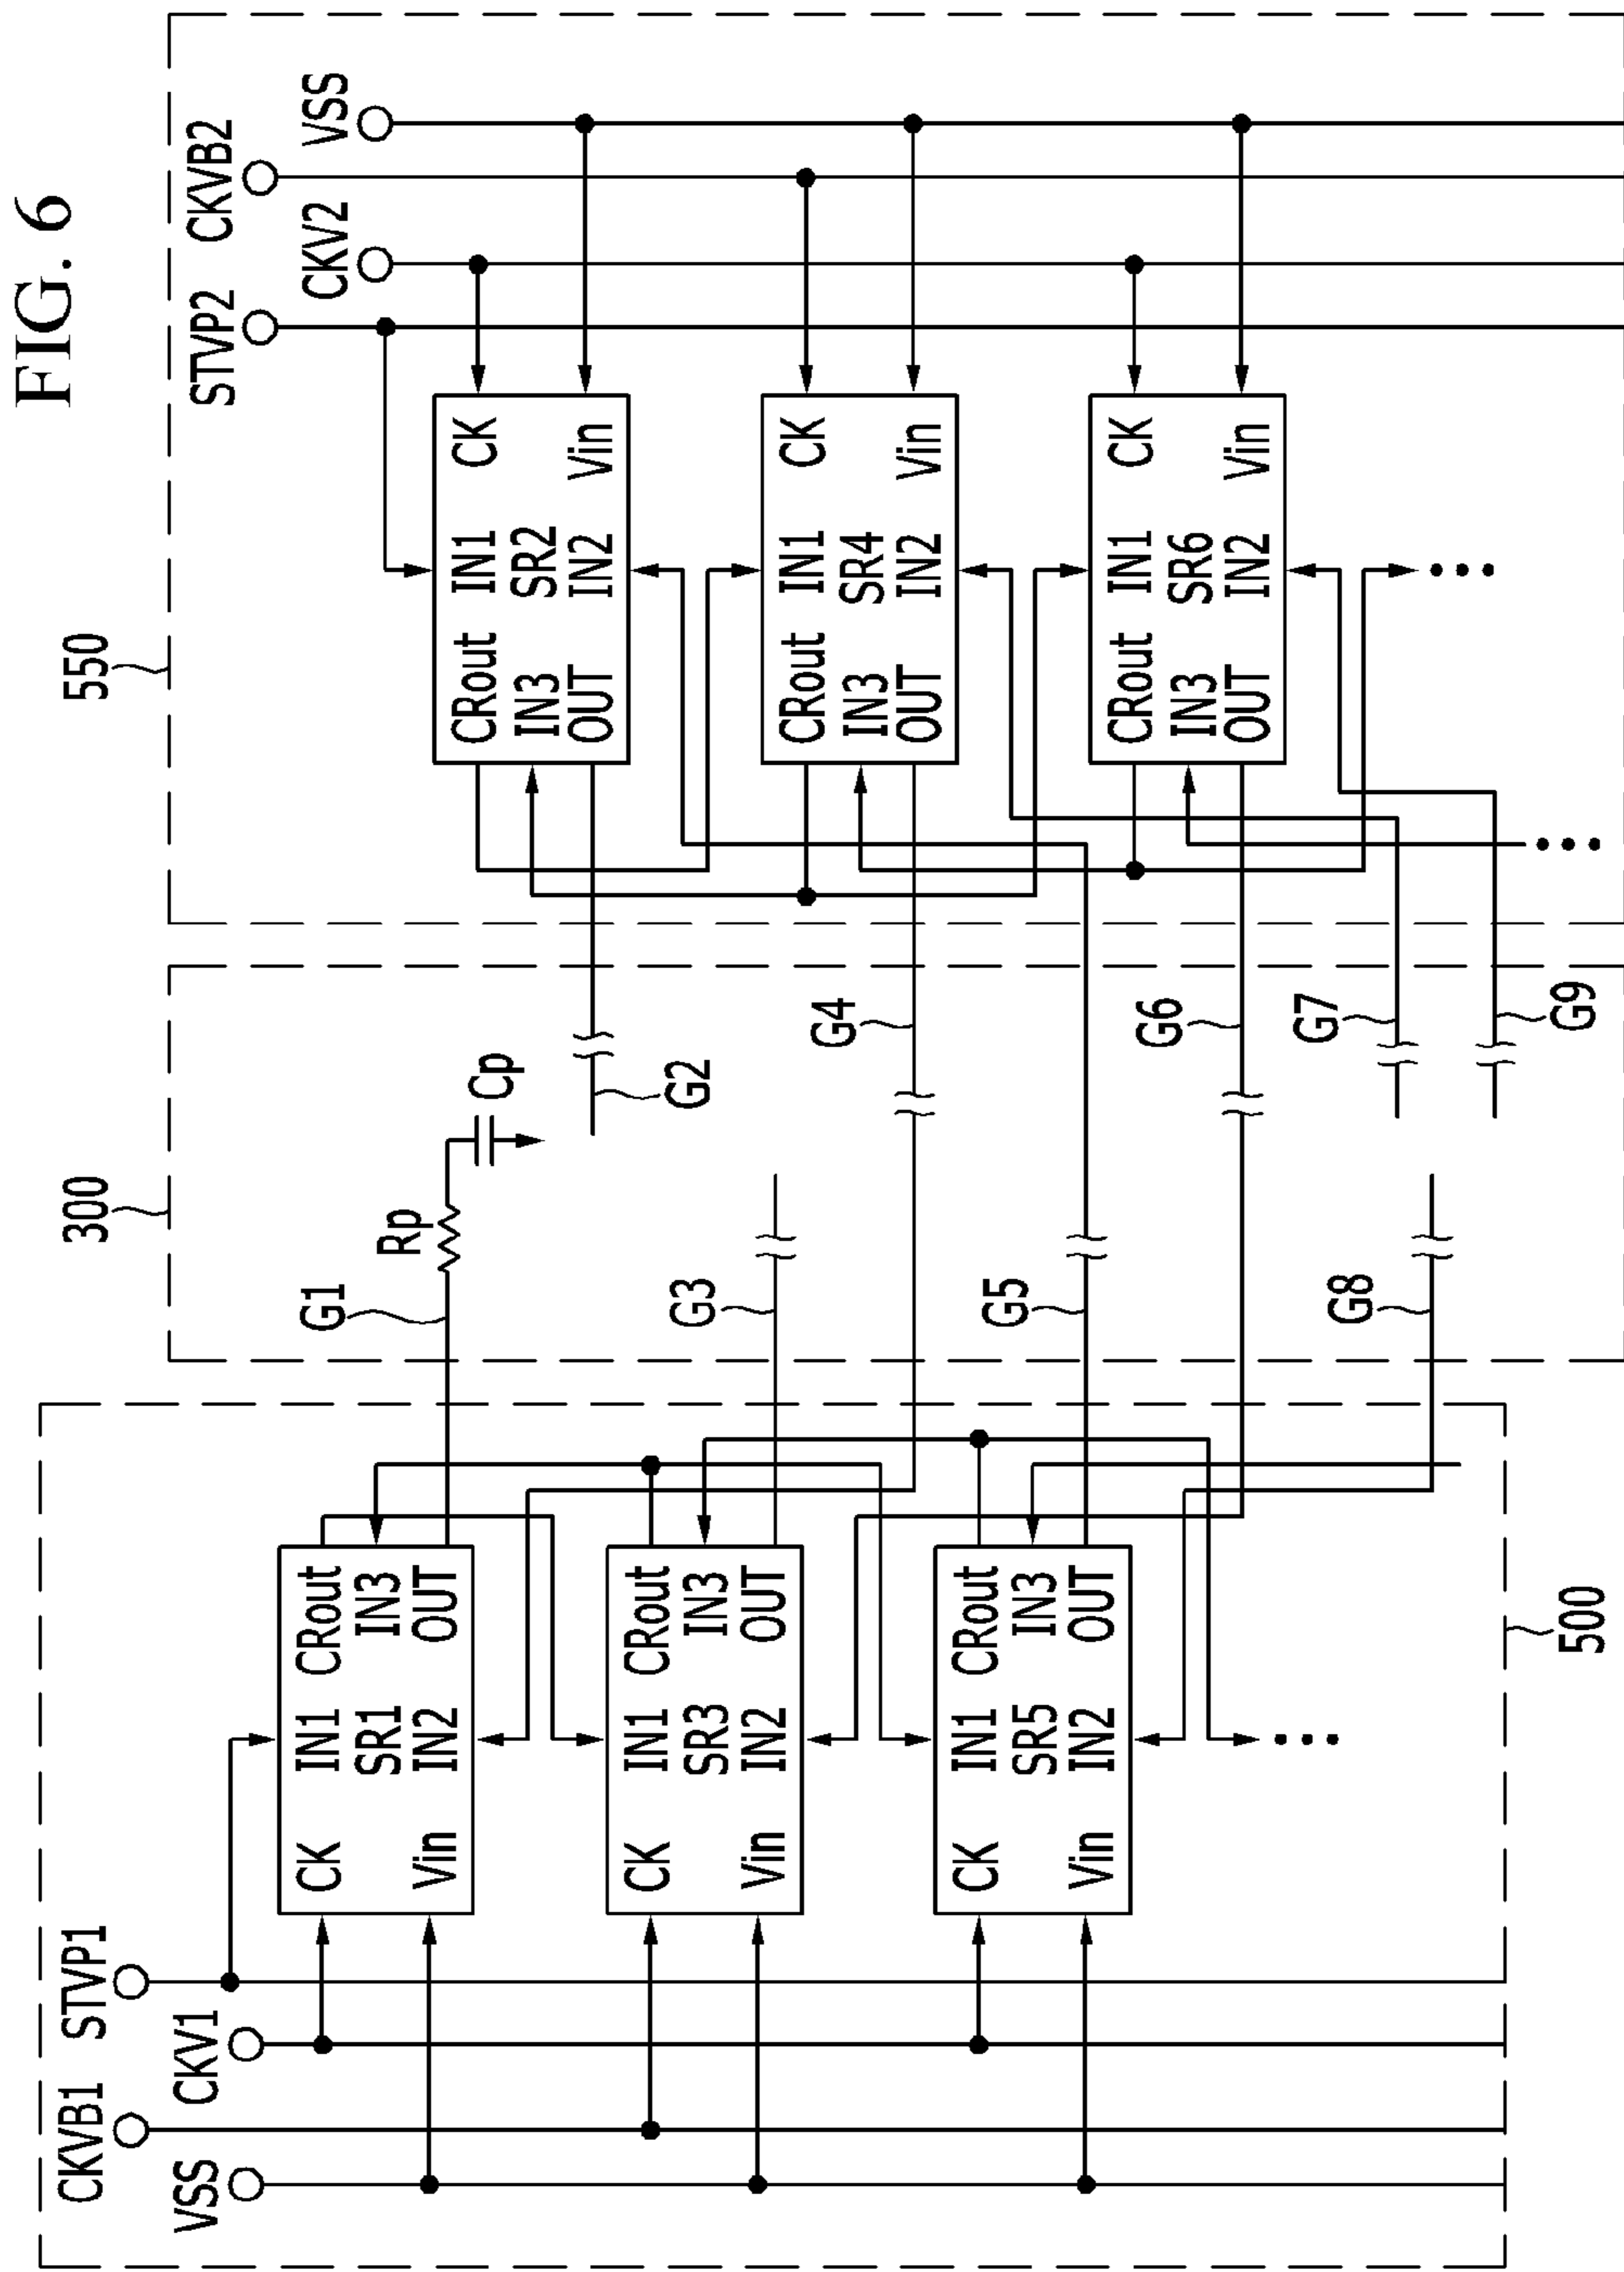 FIG. 6
500
300
550
CKVB1
STVP1
VSS
CKV1
STVP2
CKVB2
CKV2
VSS
CK
IN1
CRout
SR1
IN3
Vin
IN2
OUT
G1
Rp
Cp
CRout
IN1
CK
IN3
SR2
OUT
IN2
Vin
G2
CK
IN1
CRout
SR3
IN3
Vin
IN2
OUT
G3
G4
CRout
IN1
CK
IN3
SR4
OUT
IN2
Vin
CK
IN1
CRout
SR5
IN3
Vin
IN2
OUT
G5
G6
CRout
IN1
CK
IN3
SR6
OUT
IN2
Vin
G7
G8
G9